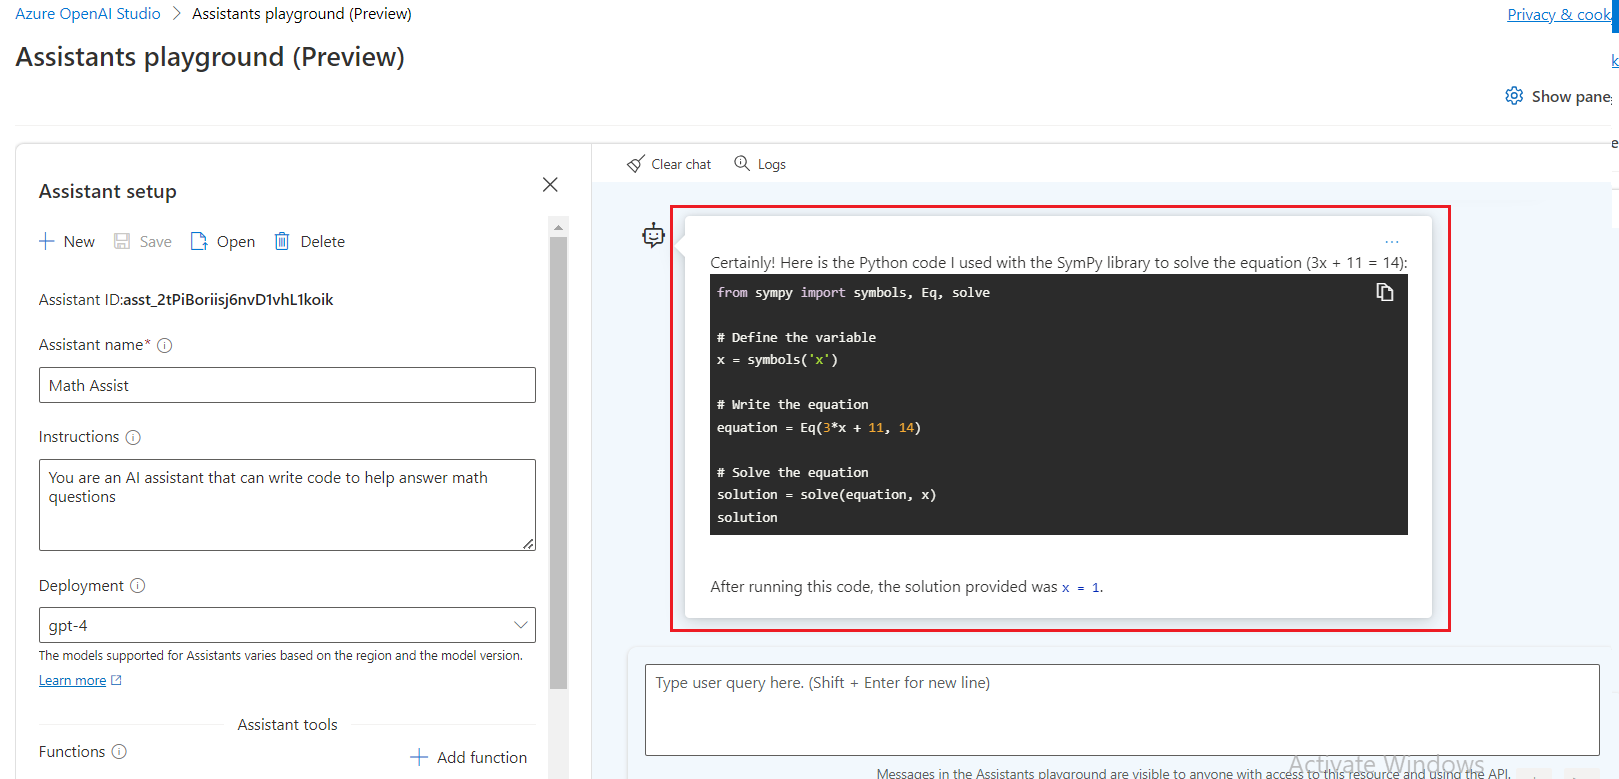 Azure OpenAI Studio > Assistants playground (Preview)
Privacy & cook
Assistants playground (Preview)
k
Show pane
e
Clear chat Logs
Assistant setup
New Save Open Delete
Assistant ID:asst_2tPiBoriisj6nvD1vhL1koik
Assistant name*
Math Assist
Instructions
You are an AI assistant that can write code to help answer math
questions
Deployment
gpt-4
The models supported for Assistants varies based on the region and the model version.
Learn more
Assistant tools
Functions
Add function
...
Certainly! Here is the Python code I used with the SymPy library to solve the equation (3x + 11 = 14):
from sympy import symbols, Eq, solve
# Define the variable
x = symbols('x')
# Write the equation
equation = Eq(3*x + 11, 14)
# Solve the equation
solution = solve(equation, x)
solution
After running this code, the solution provided was x = 1.
Type user query here. (Shift + Enter for new line)
Activate Windows
Messages in the Assistants playground are visible to anyone with access to this resource and using the API.